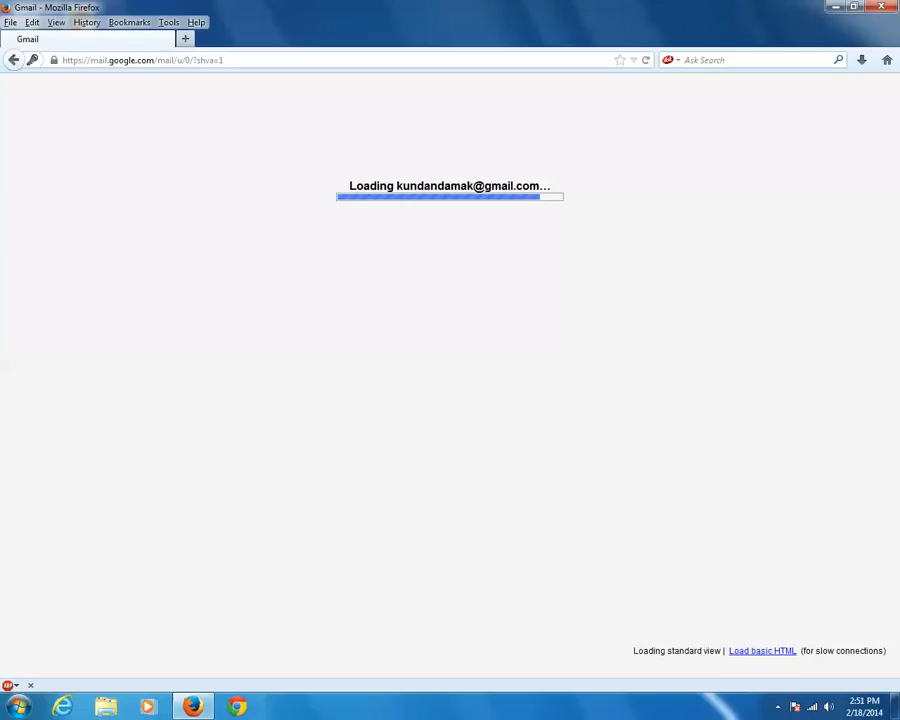 Gmail - Mozilla Firefox
File Edit View History Bookmarks Tools Help
Gmail
https://mail.google.com/mail/u/0/?shva=1
Ask Search
Loading kundandamak@gmail.com...
Loading standard view | Load basic HTML (for slow connections)
ABP
2:51 PM
2/18/2014